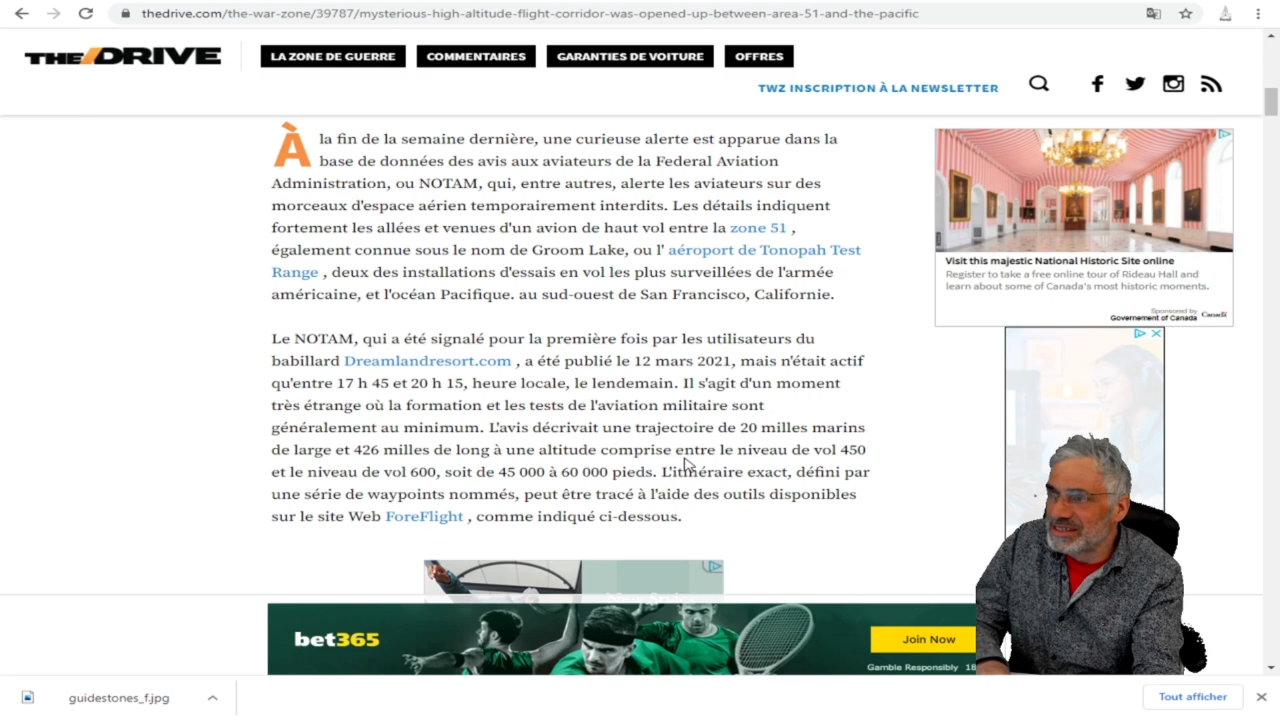 thedrive.com/the-war-zone/39787/mysterious-high-altitude-flight-corridor-was-opened-up-between-area-51-and-the-pacific
THE/DRIVE
LA ZONE DE GUERRE
COMMENTAIRES
GARANTIES DE VOITURE
OFFRES
TWZ INSCRIPTION À LA NEWSLETTER
À la fin de la semaine dernière, une curieuse alerte est apparue dans la
base de données des avis aux aviateurs de la Federal Aviation
Administration, ou NOTAM, qui, entre autres, alerte les aviateurs sur des
morceaux d'espace aérien temporairement interdits. Les détails indiquent
fortement les allées et venues d'un avion de haut vol entre la zone 51 ,
également connue sous le nom de Groom Lake, ou l' aéroport de Tonopah Test
Range , deux des installations d'essais en vol les plus surveillées de l'armée
américaine, et l'océan Pacifique. au sud-ouest de San Francisco, Californie.
Le NOTAM, qui a été signalé pour la première fois par les utilisateurs du
babillard Dreamlandresort.com , a été publié le 12 mars 2021, mais n'était actif
qu'entre 17 h 45 et 20 h 15, heure locale, le lendemain. Il s'agit d'un moment
très étrange où la formation et les tests de l'aviation militaire sont
généralement au minimum. L'avis décrivait une trajectoire de 20 milles marins
de large et 426 milles de long à une altitude comprise entre le niveau de vol 450
et le niveau de vol 600, soit de 45 000 à 60 000 pieds. L'itinéraire exact, défini par
une série de waypoints nommés, peut être tracé à l'aide des outils disponibles
sur le site Web ForeFlight , comme indiqué ci-dessous.
Visit this majestic National Historic Site online
Register to take a free online tour of Rideau Hall and
learn about some of Canada's most historic moments.
Sponsored by
Governement of Canada
Canada
bet365
Join Now
Gamble Responsibly 18
guidestones_f.jpg
Tout afficher